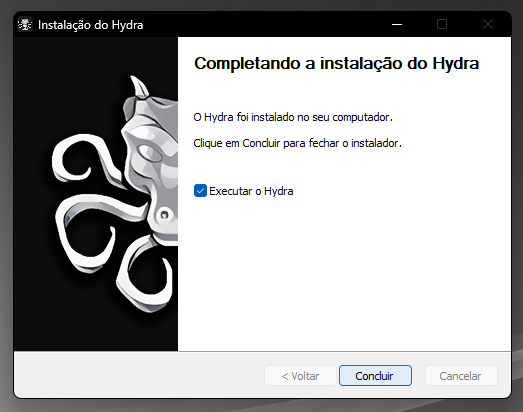 Instalação do Hydra
Completando a instalação do Hydra
O Hydra foi instalado no seu computador.
Clique em Concluir para fechar o instalador.
Executar o Hydra
< Voltar
Concluir
Cancelar